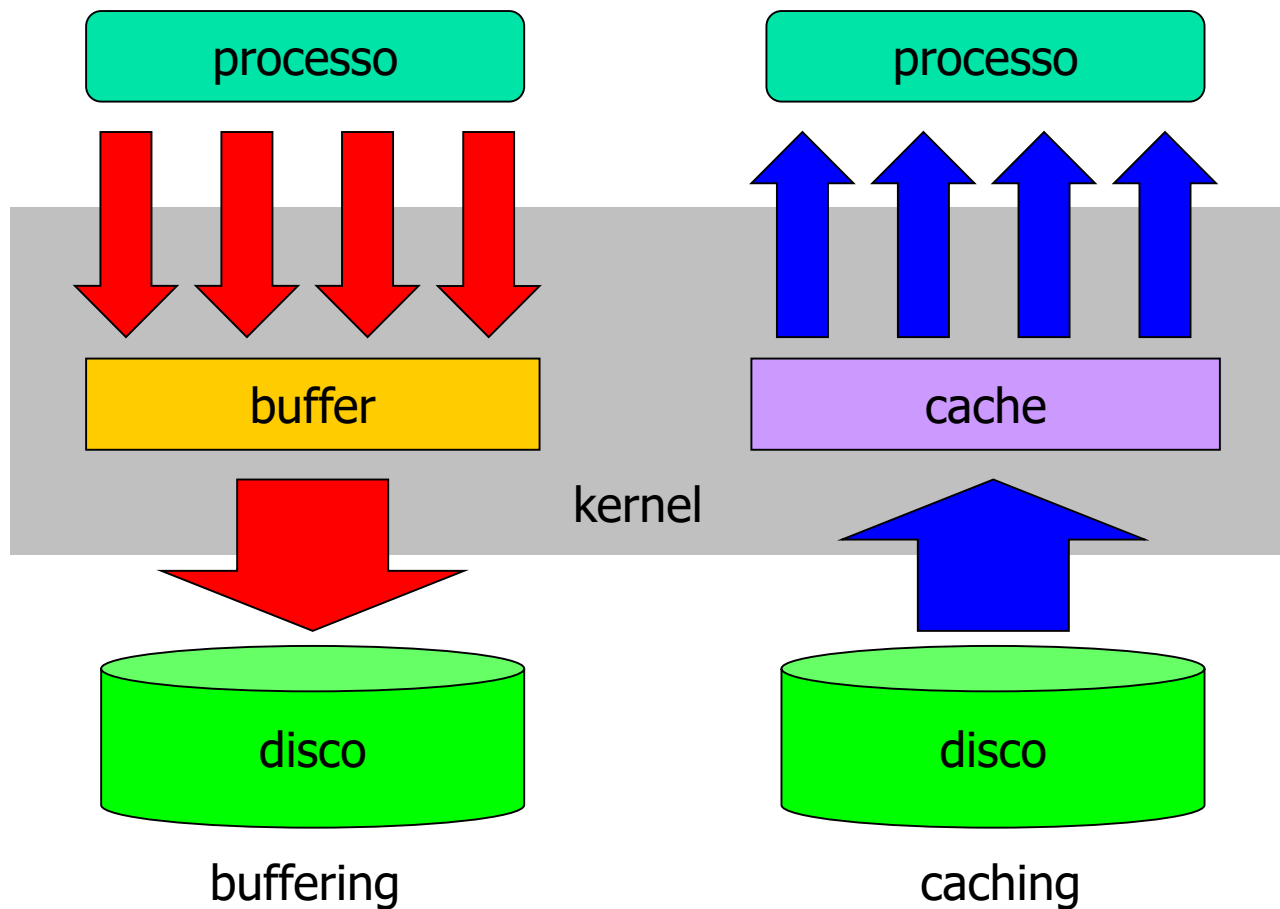 processo
processo
buffer
cache
kernel
disco
disco
buffering
caching